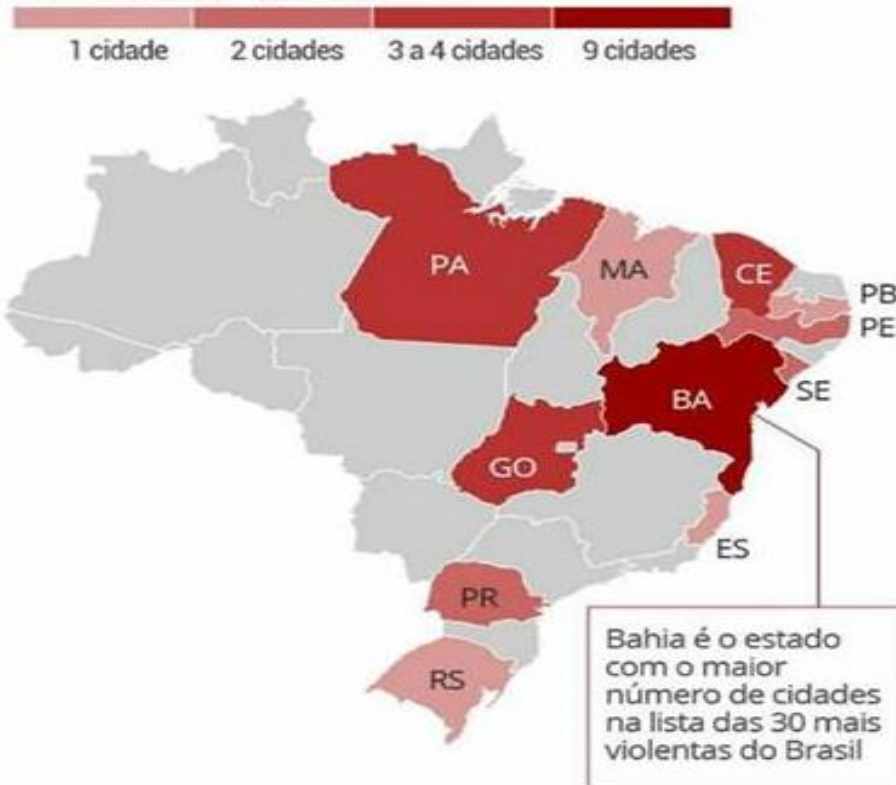 1 cidade 2 cidades 3 a 4 cidades 9 cidades
PA
MA
CE
PB
PE
SE
BA
GO
ES
PR
RS
Bahia é o estado
com o maior
número de cidades
na lista das 30 mais
violentas do Brasil